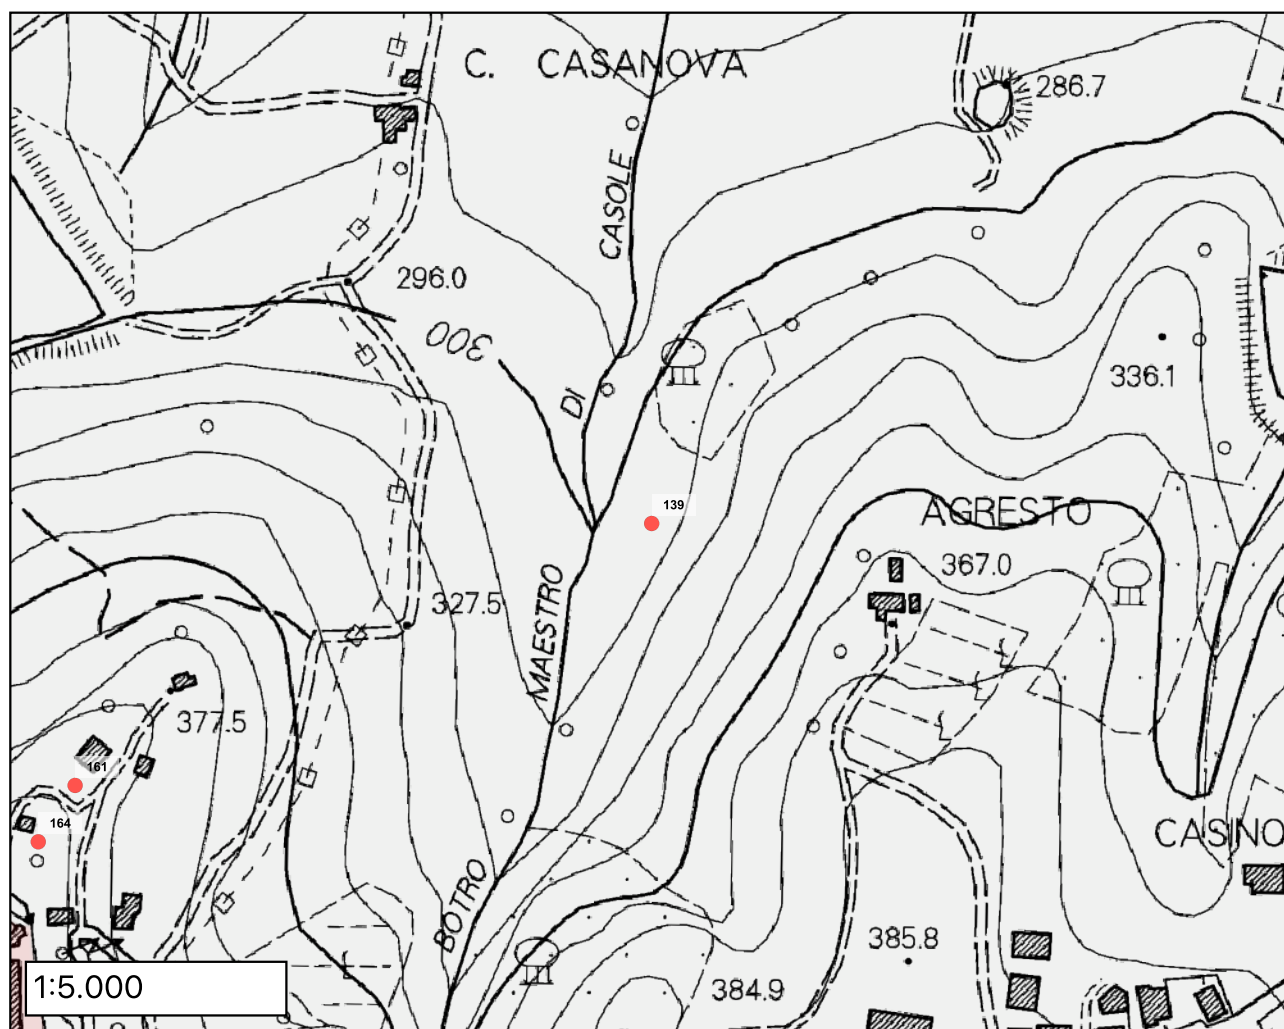 C. CASANOVA
286.7
CASOLE
296.0
300
DI
336.1
139
AGRESTO
367.0
327.5
MAESTRO
377.5
161
164
CASINO
BOTRO
385.8
384.9
1:5.000